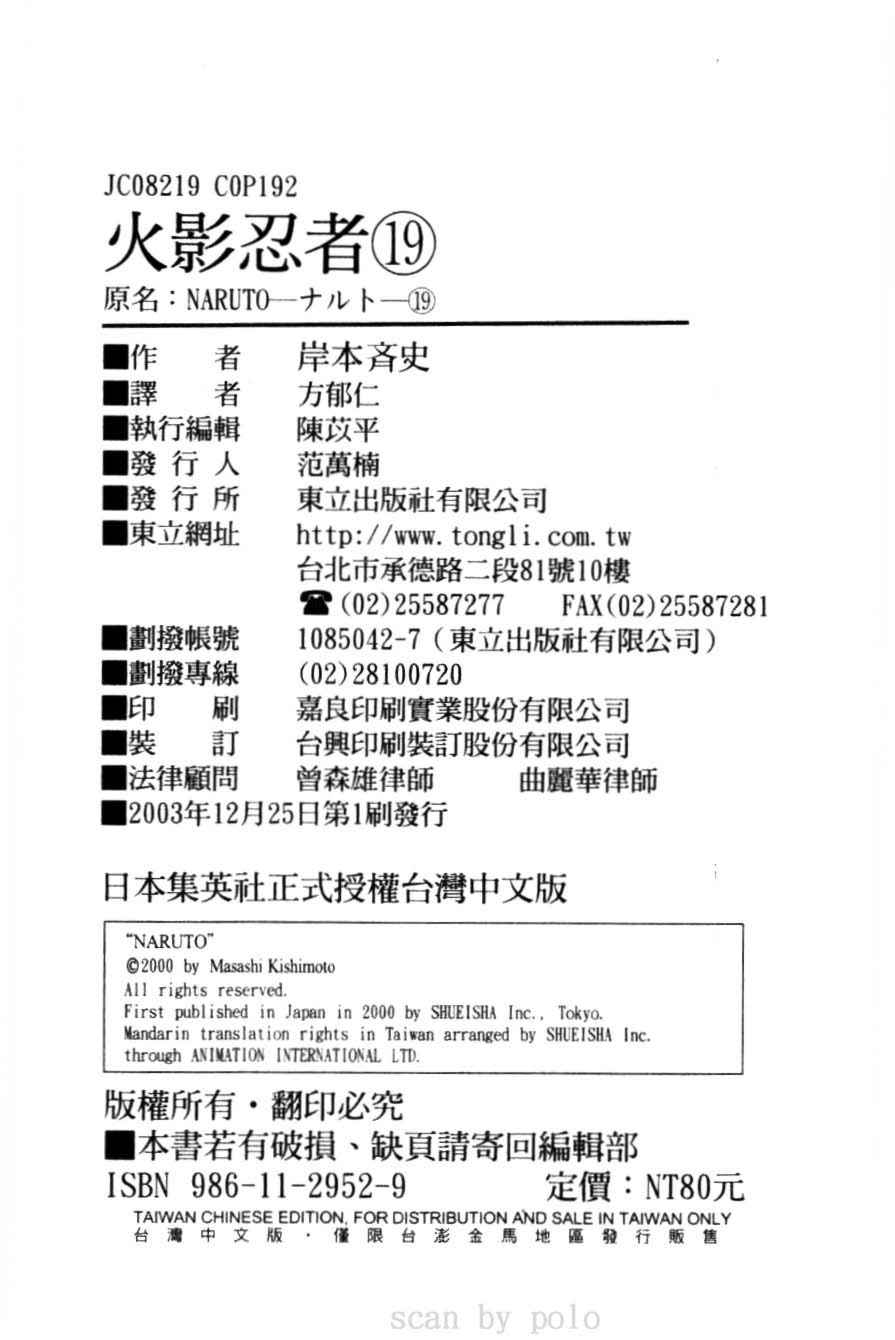 JC08219 COP192
火影忍者⑲
原名：NARUTO—ナルト—⑲
■作　者　岸本斉史
■譯　者　方郁仁
■執行編輯　陳苡平
■發 行 人　范萬楠
■發 行 所　東立出版社有限公司
■東立網址　http://www.tongli.com.tw
台北市承德路二段81號10樓
☎(02)25587277　FAX(02)25587281
■劃撥帳號　1085042-7（東立出版社有限公司）
■劃撥專線　(02)28100720
■印　刷　嘉良印刷實業股份有限公司
■裝　訂　台興印刷裝訂股份有限公司
■法律顧問　曾森雄律師　曲麗華律師
■2003年12月25日第1刷發行
日本集英社正式授權台灣中文版
“NARUTO”
©2000 by Masashi Kishimoto
All rights reserved.
First published in Japan in 2000 by SHUEISHA Inc., Tokyo.
Mandarin translation rights in Taiwan arranged by SHUEISHA Inc.
through ANIMATION INTERNATIONAL LTD.
版權所有・翻印必究
■本書若有破損、缺頁請寄回編輯部
ISBN 986-11-2952-9　定價：NT80元
TAIWAN CHINESE EDITION, FOR DISTRIBUTION AND SALE IN TAIWAN ONLY
台灣中文版・僅限台澎金馬地區發行販售
scan by polo